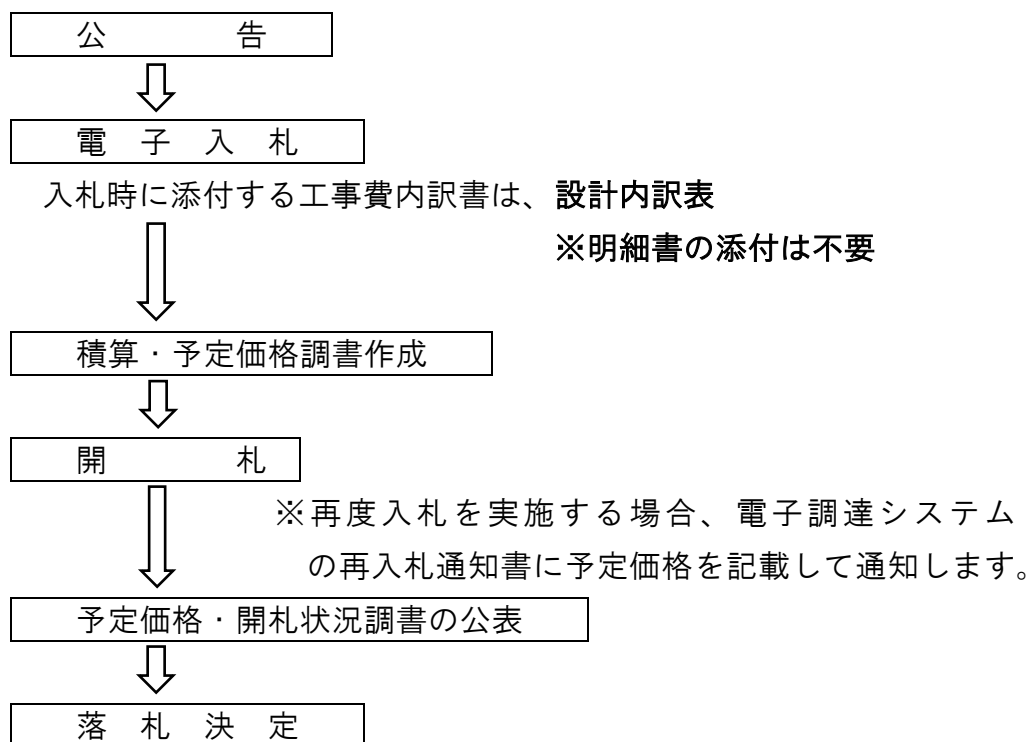 公　　　　告
電　子　入　札
入札時に添付する工事費内訳書は、設計内訳表
※明細書の添付は不要
積算・予定価格調書作成
開　　　　札
※再度入札を実施する場合、電子調達システム
の再入札通知書に予定価格を記載して通知します。
予定価格・開札状況調書の公表
落　札　決　定